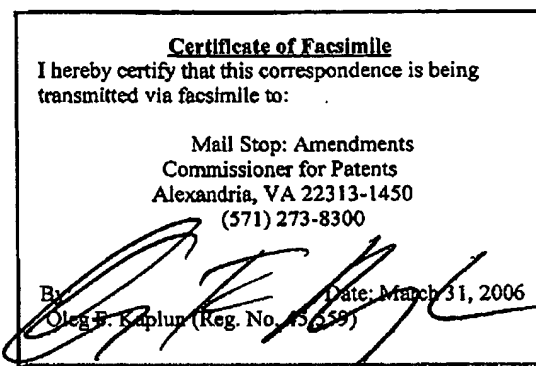 Certificate of Facsimile
I hereby certify that this correspondence is being
transmitted via facsimile to:
Mail Stop: Amendments
Commissioner for Patents
Alexandria, VA 22313-1450
(571) 273-8300
By Date: March 31, 2006
Oleg F. Kaplun (Reg. No. 45,559)